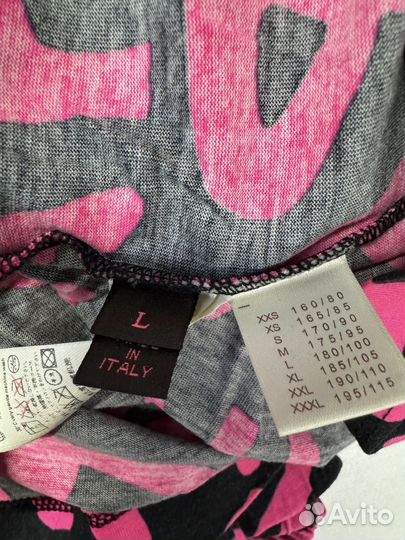 L
MADE IN
ITALY
XXS 160/80
XS 165/85
S 170/90
M 175/95
L 180/100
XL 185/105
XXL 190/110
XXXL 195/115
Avito